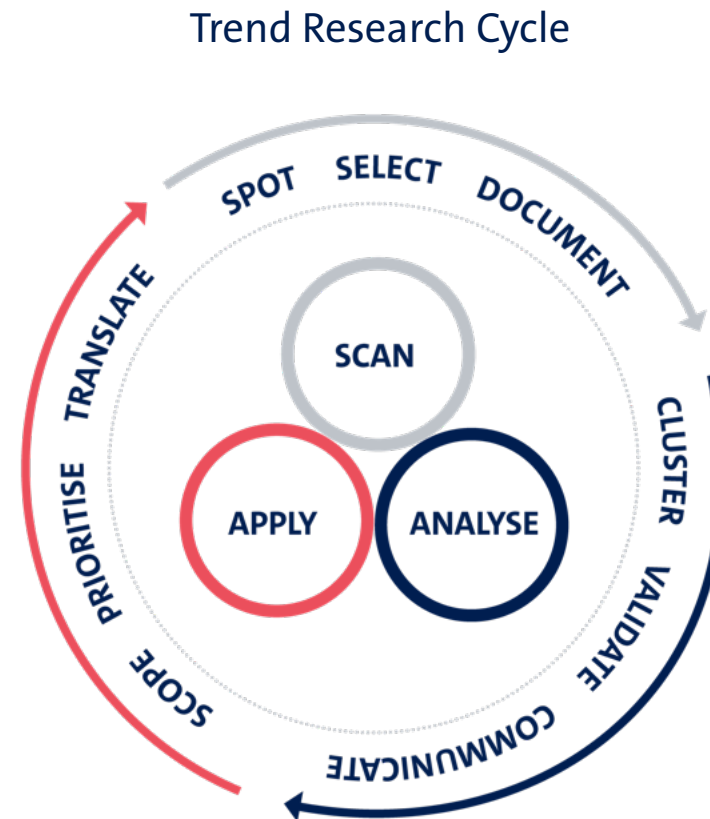 Trend Research Cycle
SPOT
SELECT
DOCUMENT
CLUSTER
VALIDATE
COMMUNICATE
SCOPE
PRIORITISE
TRANSLATE
SCAN
APPLY
ANALYSE